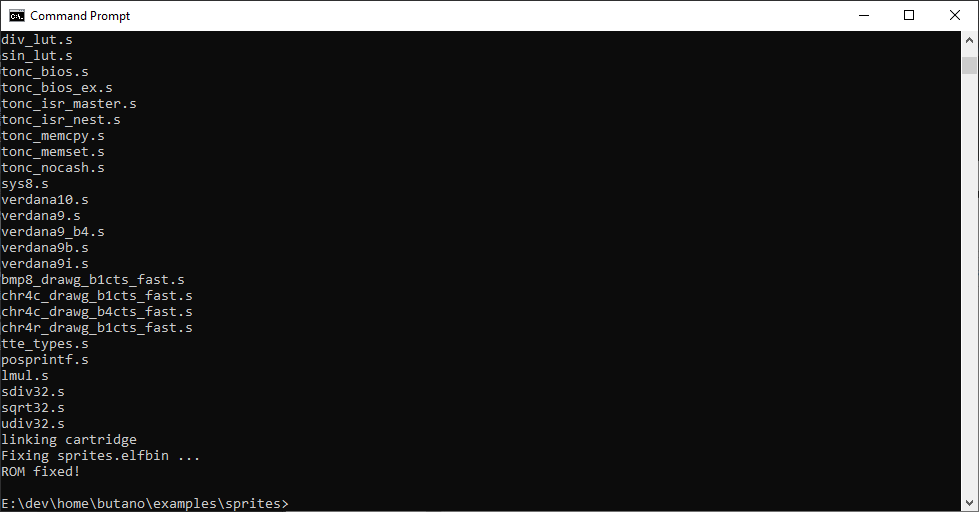 Command Prompt
div_lut.s
sin_lut.s
tonc_bios.s
tonc_bios_ex.s
tonc_isr_master.s
tonc_isr_nest.s
tonc_memcpy.s
tonc_memset.s
tonc_nocash.s
sys8.s
verdana10.s
verdana9.s
verdana9_b4.s
verdana9b.s
verdana9i.s
bmp8_drawg_b1cts_fast.s
chr4c_drawg_b1cts_fast.s
chr4c_drawg_b4cts_fast.s
chr4r_drawg_b1cts_fast.s
tte_types.s
posprintf.s
lmul.s
sdiv32.s
sqrt32.s
udiv32.s
linking cartridge
Fixing sprites.elfbin ...
ROM fixed!
E:\dev\home\butano\examples\sprites>